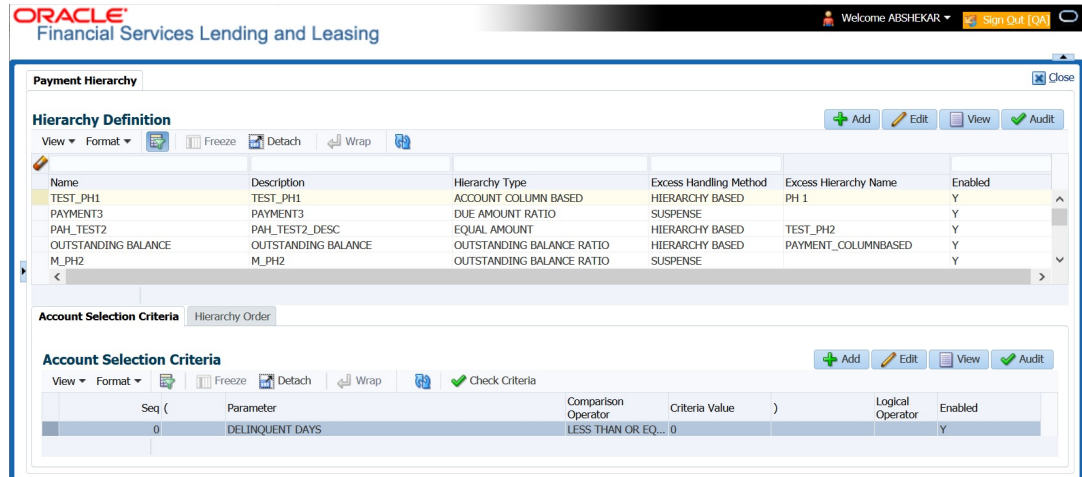 ORACLE
Welcome ABSHEKAR
Sign Out [QA]
Financial Services Lending and Leasing
Payment Hierarchy
Close
Hierarchy Definition
Add Edit View Audit
View Format Freeze Detach Wrap
Name Description Hierarchy Type Excess Handling Method Excess Hierarchy Name Enabled
TEST_PH1 TEST_PH1 ACCOUNT COLUMN BASED HIERARCHY BASED PH 1 Y
PAYMENT3 PAYMENT3 DUE AMOUNT RATIO SUSPENSE Y
PAH_TEST2 PAH_TEST2_DESC EQUAL AMOUNT HIERARCHY BASED TEST_PH2 Y
OUTSTANDING BALANCE OUTSTANDING BALANCE OUTSTANDING BALANCE RATIO HIERARCHY BASED PAYMENT_COLUMNBASED Y
M_PH2 M_PH2 OUTSTANDING BALANCE RATIO SUSPENSE Y
Account Selection Criteria Hierarchy Order
Account Selection Criteria
Add Edit View Audit
View Format Freeze Detach Wrap Check Criteria
Seq ( Parameter Comparison Operator Criteria Value ) Logical Operator Enabled
0 DELINQUENT DAYS LESS THAN OR EQ... 0 Y